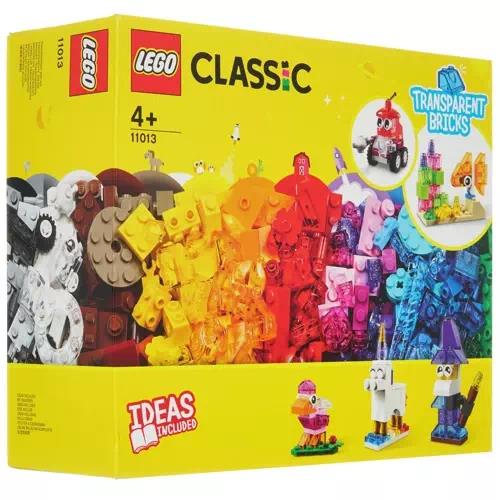 LEGO
11013
LEGO CLASSIC
4+
11013
TRANSPARENT
BRICKS
IDEAS
INCLUDED